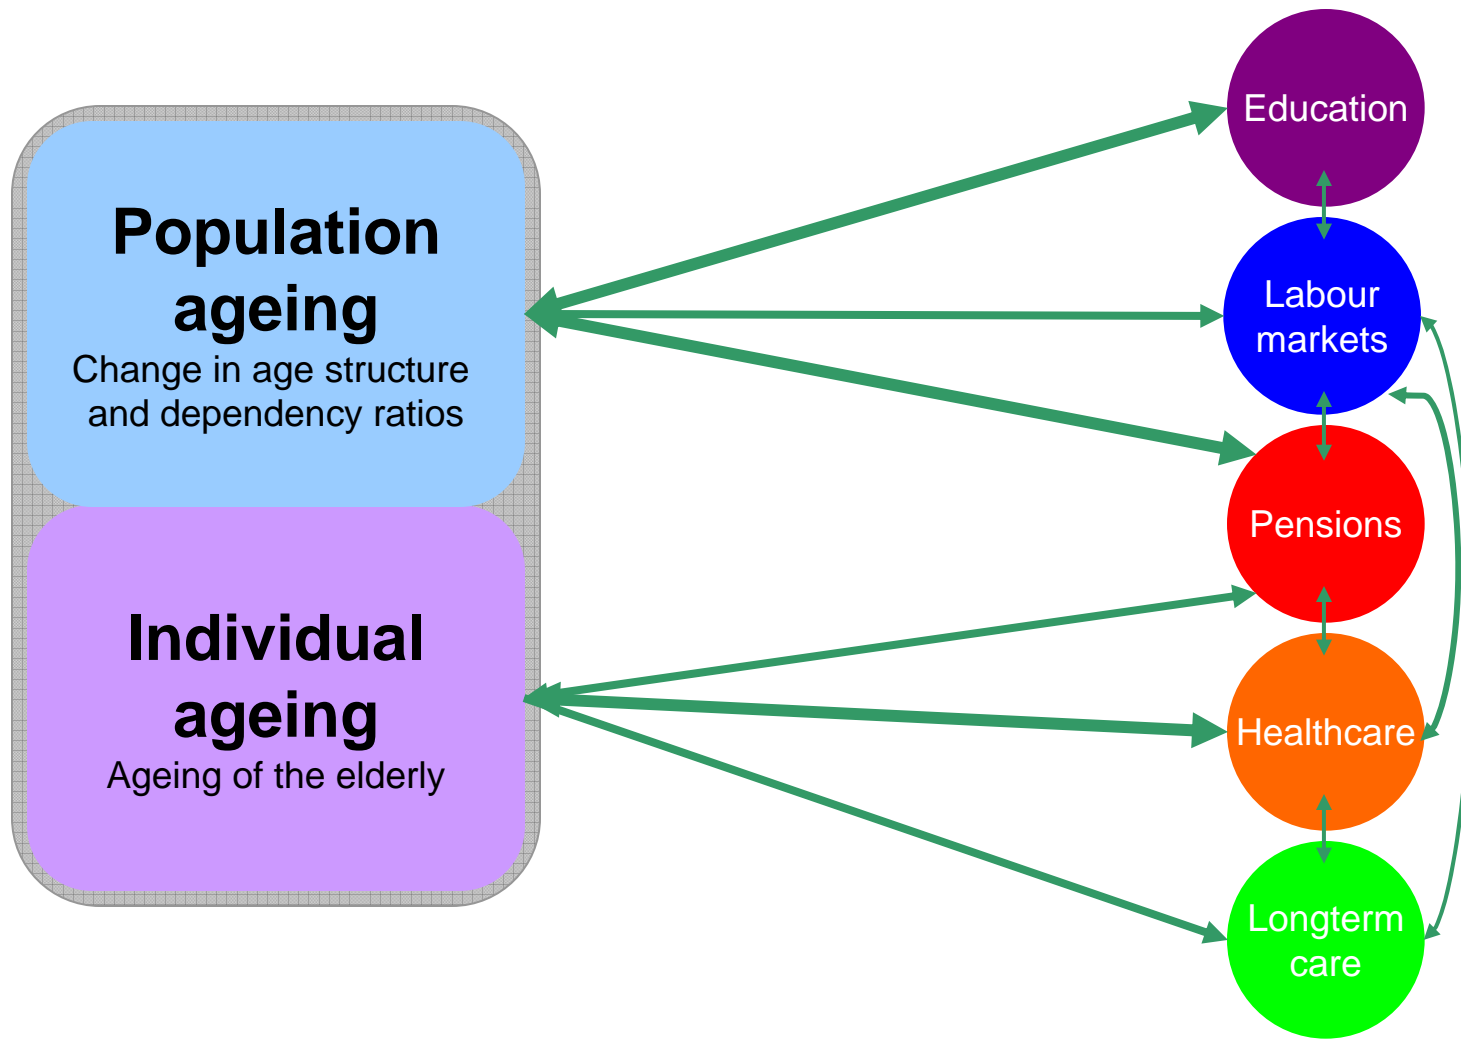 Population
ageing
Change in age structure
and dependency ratios
Individual
ageing
Ageing of the elderly
Education
Labour
markets
Pensions
Healthcare
Longterm
care